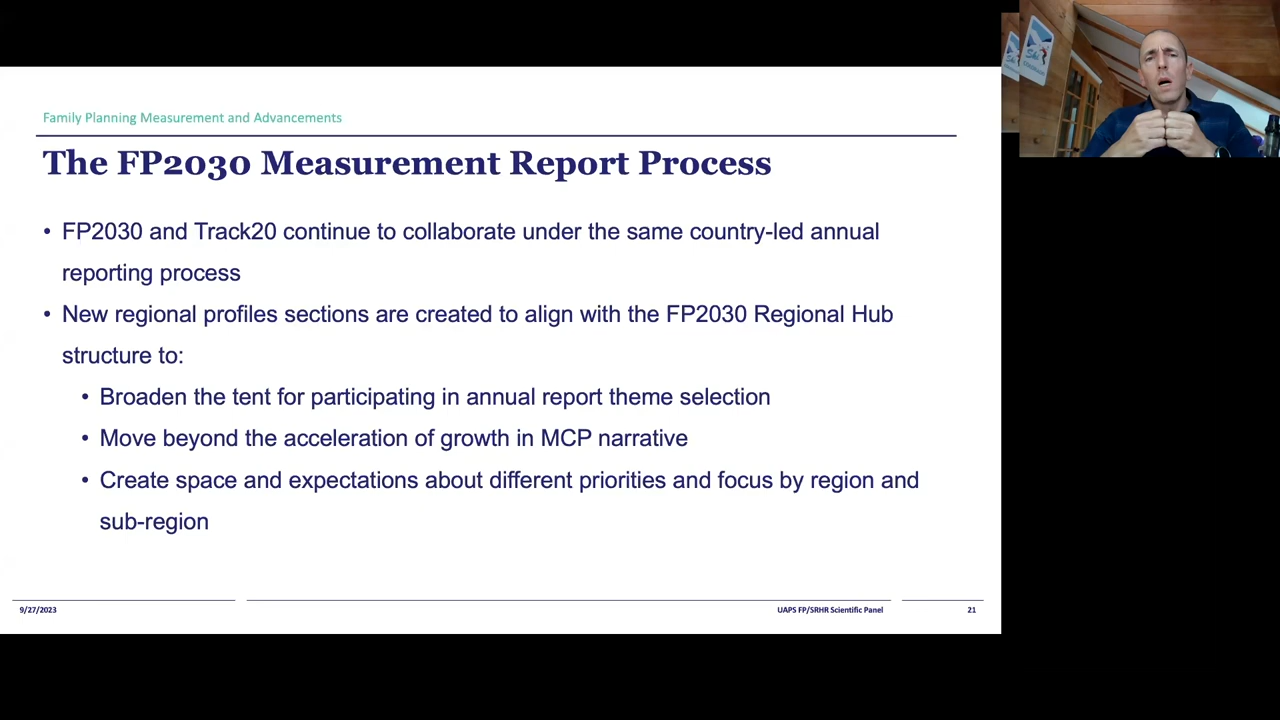 Family Planning Measurement and Advancements
The FP2030 Measurement Report Process
• FP2030 and Track20 continue to collaborate under the same country-led annual
reporting process
• New regional profiles sections are created to align with the FP2030 Regional Hub
structure to:
• Broaden the tent for participating in annual report theme selection
• Move beyond the acceleration of growth in MCP narrative
• Create space and expectations about different priorities and focus by region and
sub-region
9/27/2023
UAPS FP/SRHR Scientific Panel
21